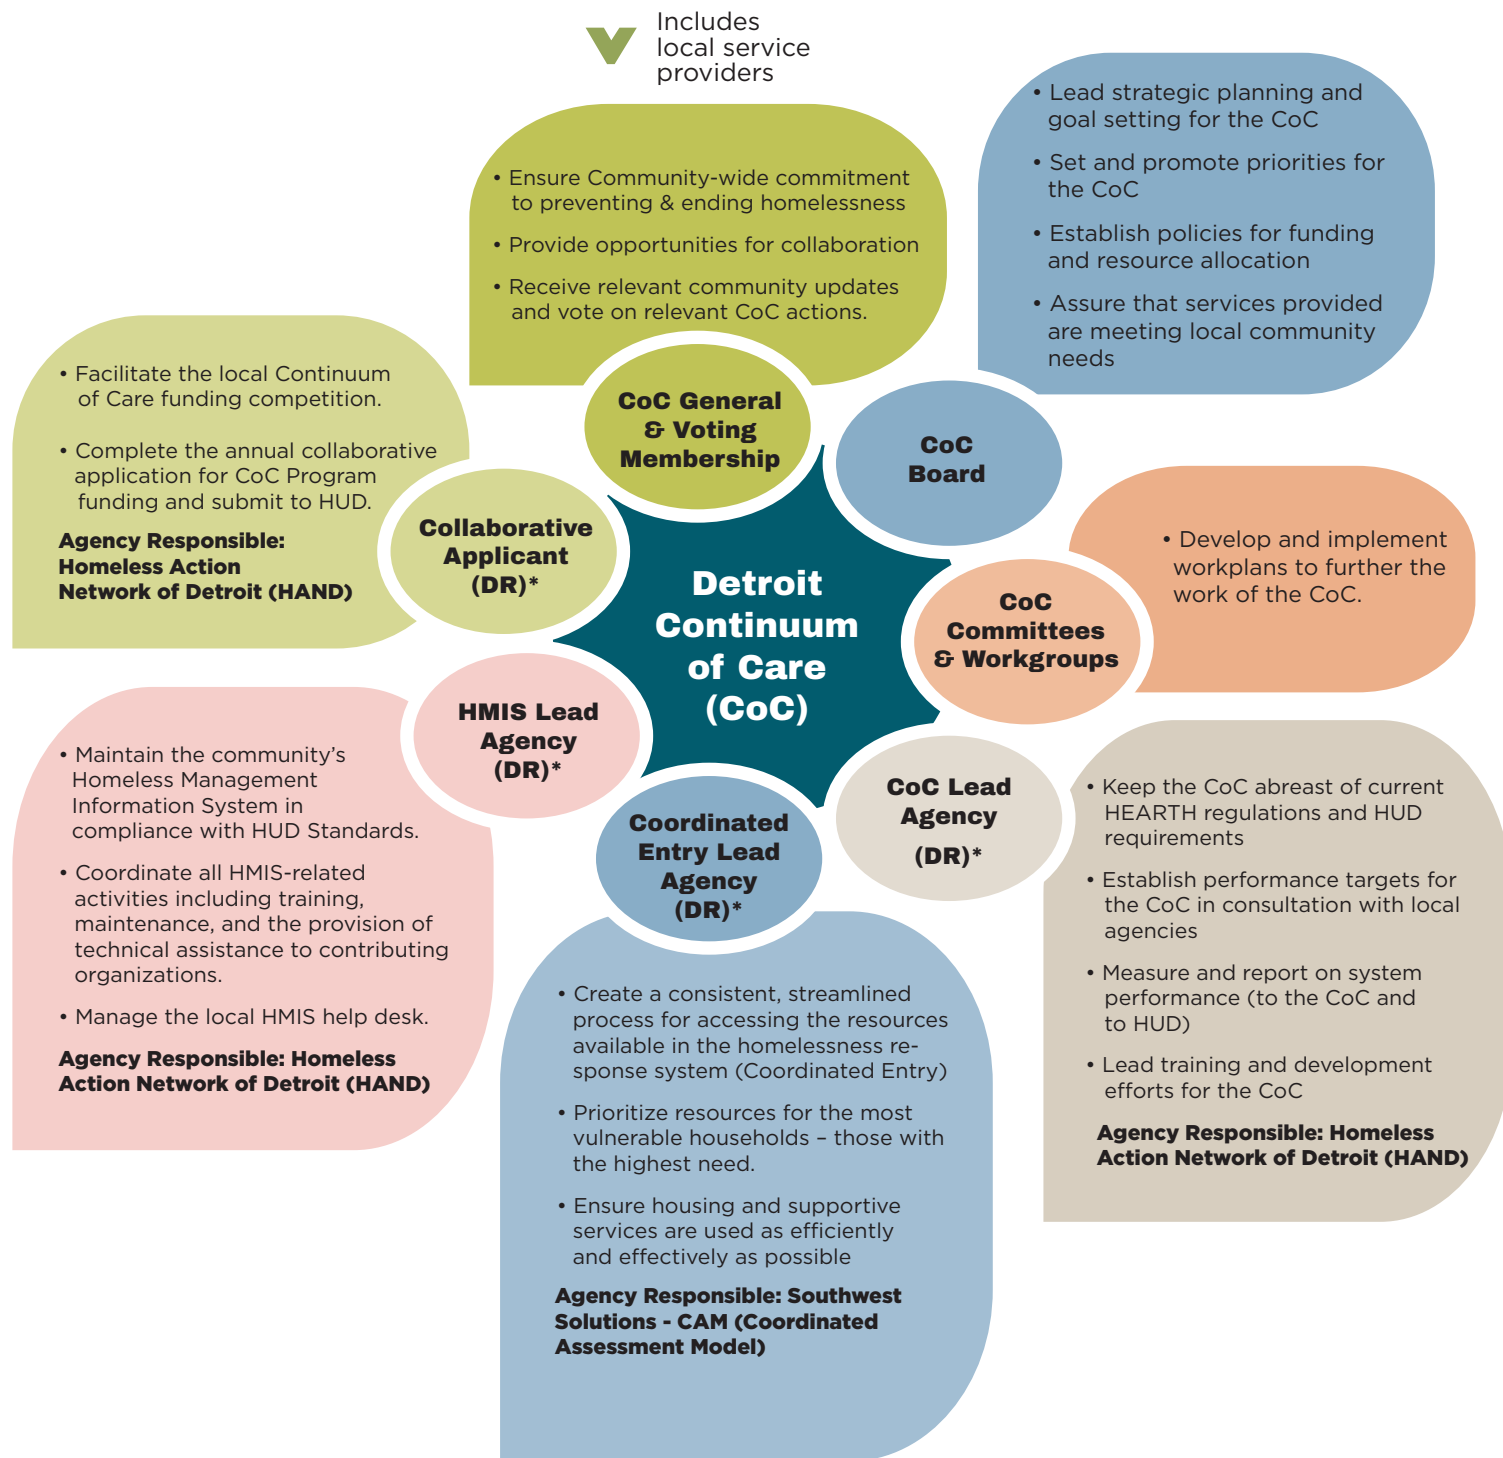 Includes
local service
providers
• Ensure Community-wide commitment
to preventing & ending homelessness
• Provide opportunities for collaboration
• Receive relevant community updates
and vote on relevant CoC actions.
CoC General
& Voting
Membership
• Lead strategic planning and
goal setting for the CoC
• Set and promote priorities for
the CoC
• Establish policies for funding
and resource allocation
• Assure that services provided
are meeting local community
needs
CoC
Board
• Facilitate the local Continuum
of Care funding competition.
• Complete the annual collaborative
application for CoC Program
funding and submit to HUD.
Agency Responsible:
Homeless Action
Network of Detroit (HAND)
Collaborative
Applicant
(DR)*
Detroit
Continuum
of Care
(CoC)
CoC
Committees
& Workgroups
• Develop and implement
workplans to further the
work of the CoC.
HMIS Lead
Agency
(DR)*
• Maintain the community’s
Homeless Management
Information System in
compliance with HUD Standards.
• Coordinate all HMIS-related
activities including training,
maintenance, and the provision of
technical assistance to contributing
organizations.
• Manage the local HMIS help desk.
Agency Responsible: Homeless
Action Network of Detroit (HAND)
Coordinated
Entry Lead
Agency
(DR)*
• Create a consistent, streamlined
process for accessing the resources
available in the homelessness re-
sponse system (Coordinated Entry)
• Prioritize resources for the most
vulnerable households – those with
the highest need.
• Ensure housing and supportive
services are used as efficiently
and effectively as possible
Agency Responsible: Southwest
Solutions - CAM (Coordinated
Assessment Model)
CoC Lead
Agency
(DR)*
• Keep the CoC abreast of current
HEARTH regulations and HUD
requirements
• Establish performance targets for
the CoC in consultation with local
agencies
• Measure and report on system
performance (to the CoC and
to HUD)
• Lead training and development
efforts for the CoC
Agency Responsible: Homeless
Action Network of Detroit (HAND)